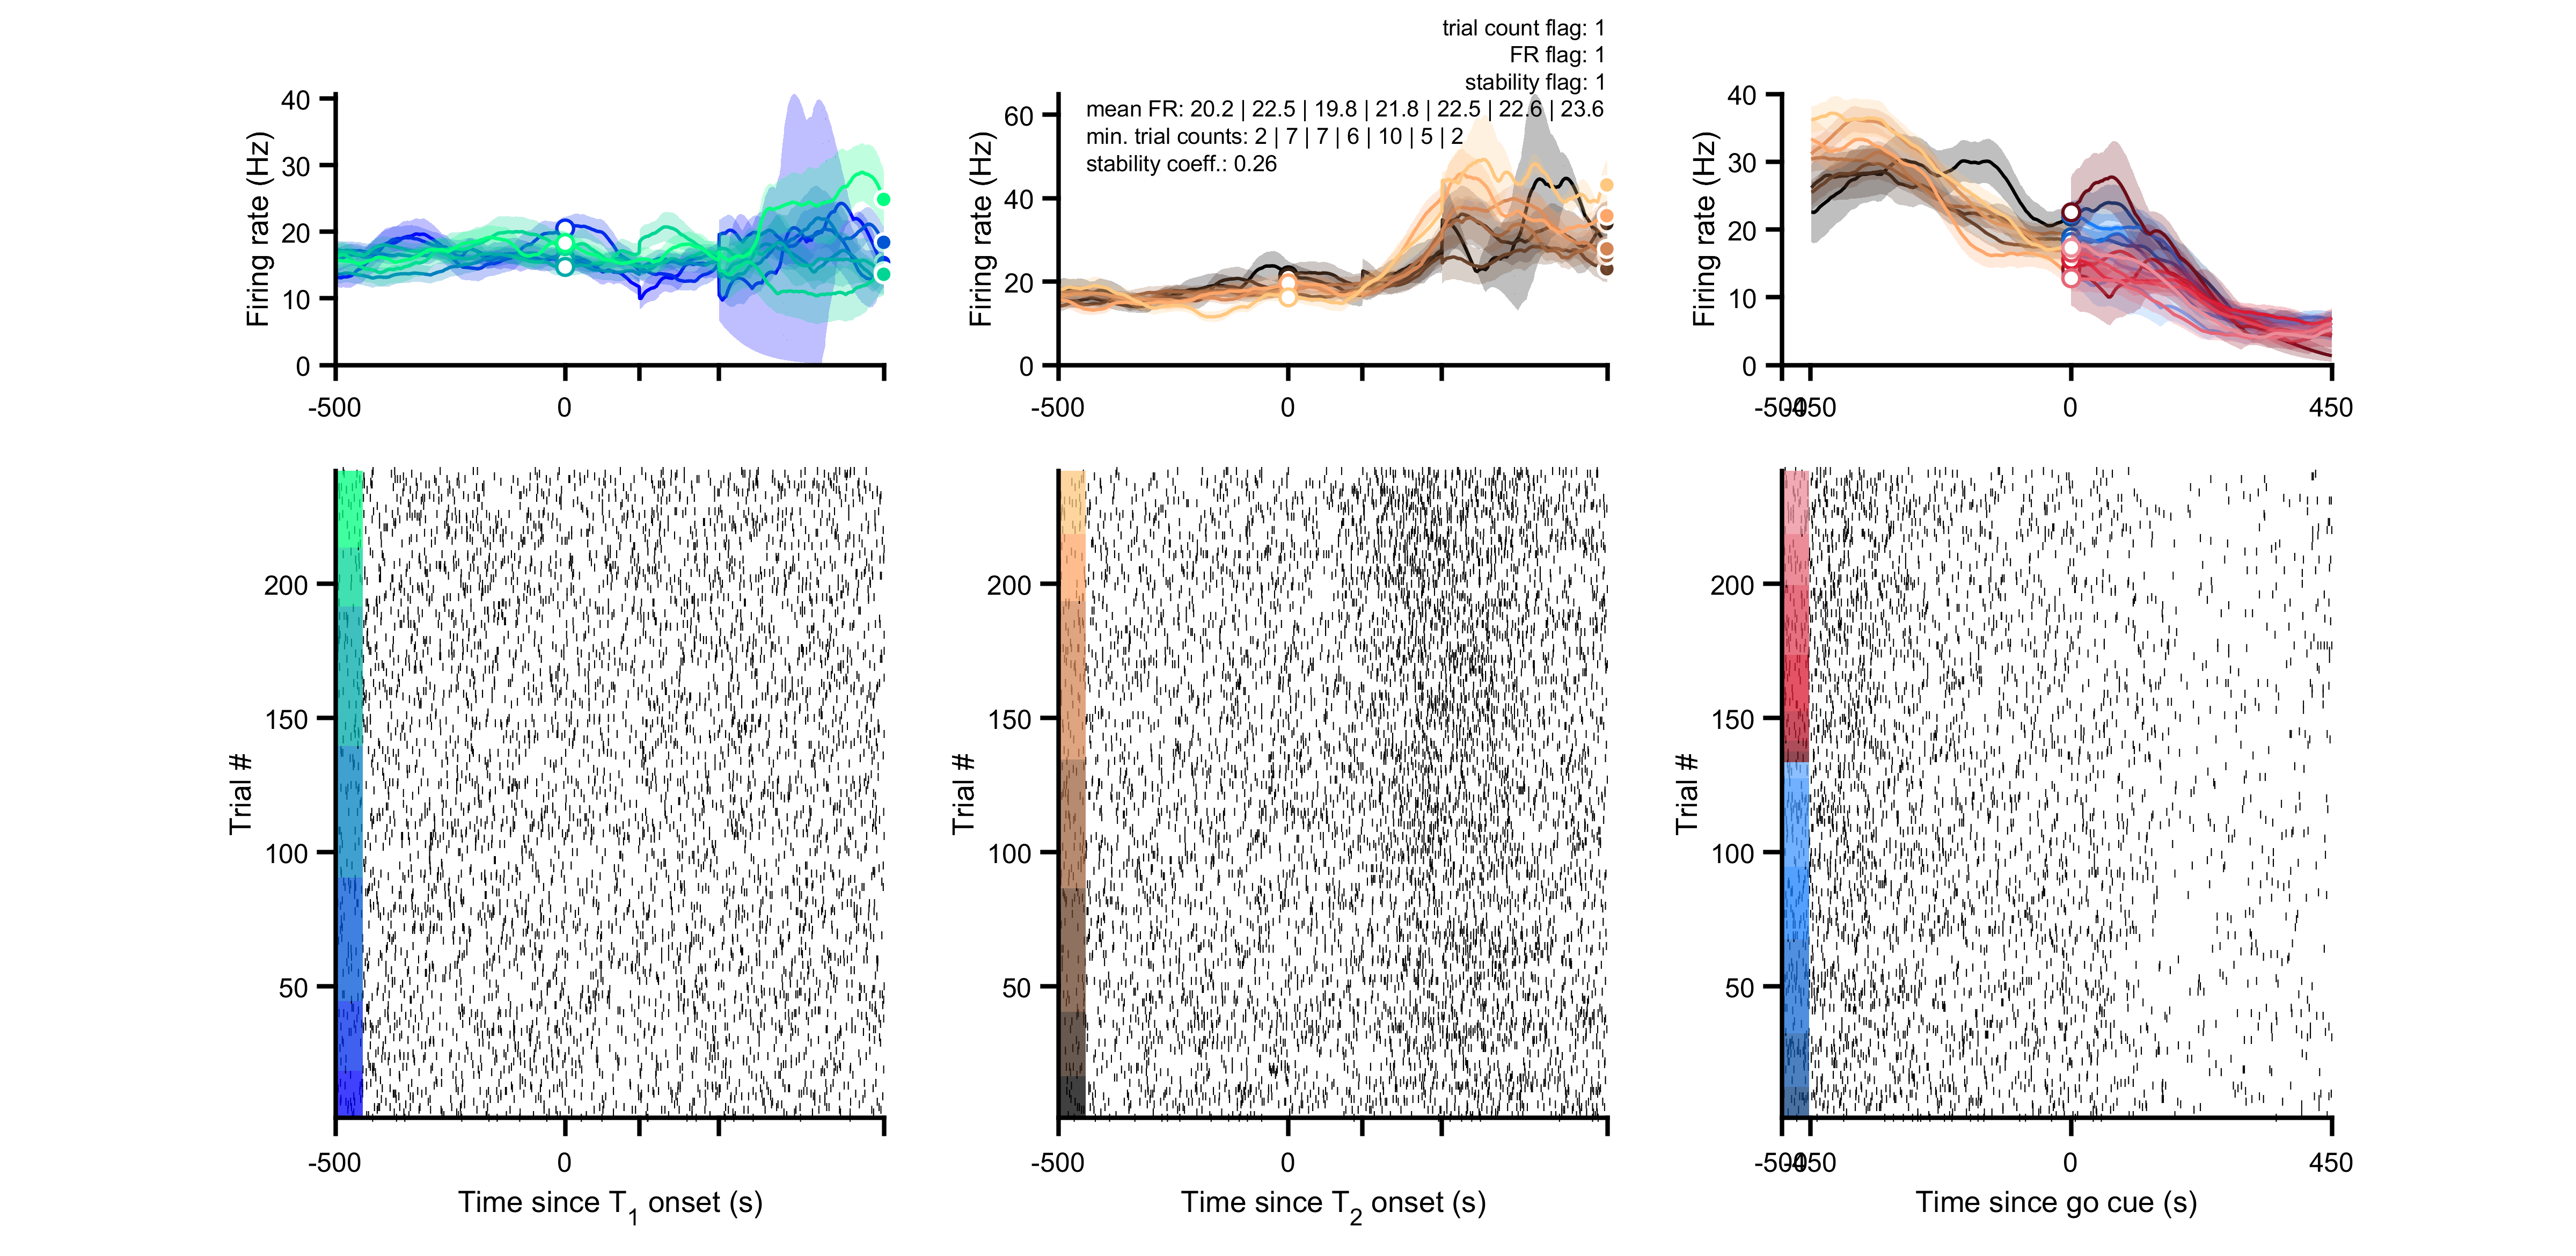 trial count flag: 1
FR flag: 1
stability flag: 1
mean FR: 20.2 | 22.5 | 19.8 | 21.8 | 22.5 | 22.6 | 23.6
min. trial counts: 2 | 7 | 7 | 6 | 10 | 5 | 2
stability coeff.: 0.26
Firing rate (Hz)
40
30
20
10
0
-500
0
Firing rate (Hz)
60
40
20
0
-500
0
Firing rate (Hz)
40
30
20
10
0
-500
-450
0
450
Trial #
200
150
100
50
-500
0
Time since T1 onset (s)
Trial #
200
150
100
50
-500
0
Time since T2 onset (s)
Trial #
200
150
100
50
-500
-450
0
450
Time since go cue (s)